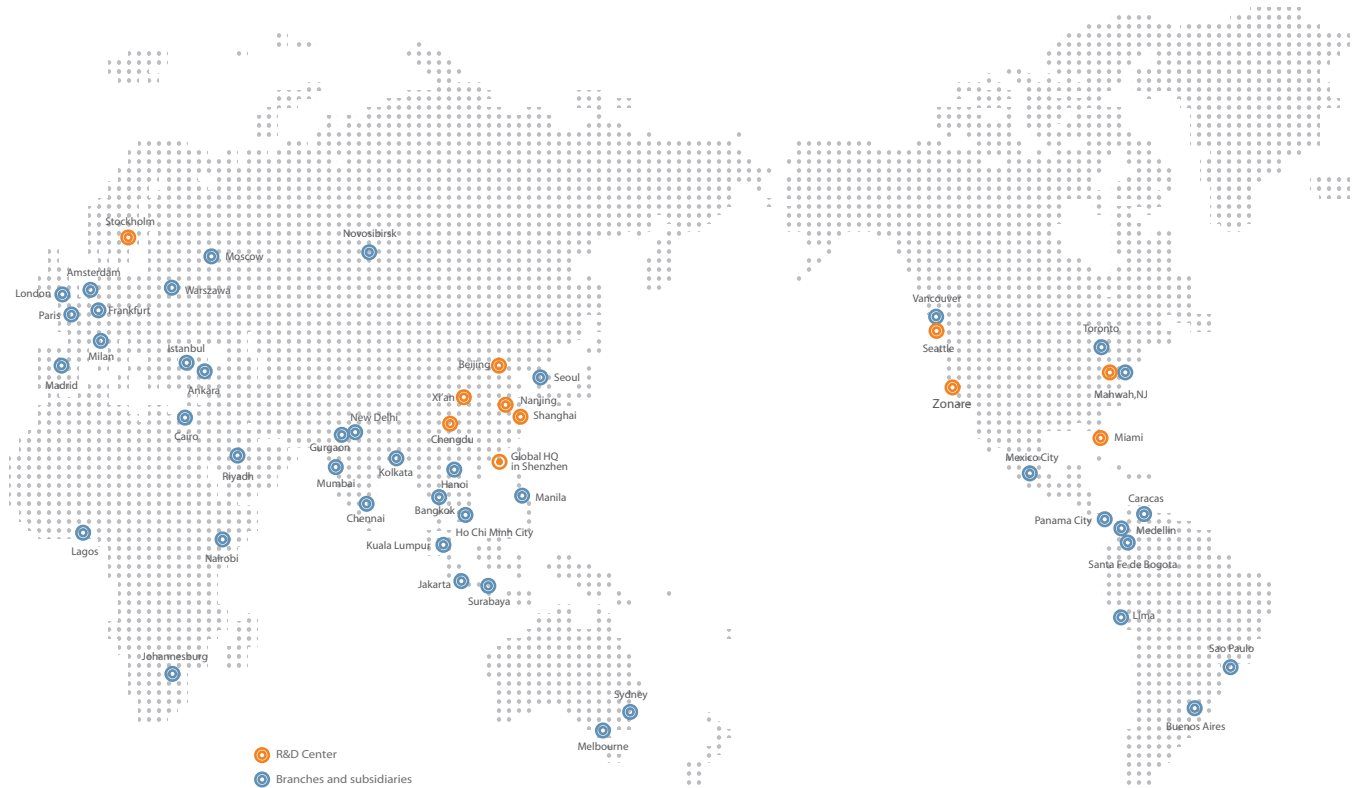 Stockholm
Novosibirsk
Moscow
Amsterdam
London
Warszawa
Frankfurt
Paris
Milan
Istanbul
Madrid
Ankara
Cairo
Riyadh
Lagos
Nairobi
Johannesburg
Beijing
Seoul
Xi'an
Nanjing
Shanghai
Chengdu
New Delhi
Gurgaon
Global HQ
in Shenzhen
Kolkata
Mumbai
Hanoi
Manila
Bangkok
Chennai
Ho Chi Minh City
Kuala Lumpur
Jakarta
Surabaya
Sydney
Melbourne
Vancouver
Seattle
Toronto
Zonare
Mahwah,NJ
Miami
Mexico City
Caracas
Panama City
Medellin
Santa Fe de Bogota
Lima
Sao Paulo
Buenos Aires
R&D Center
Branches and subsidiaries